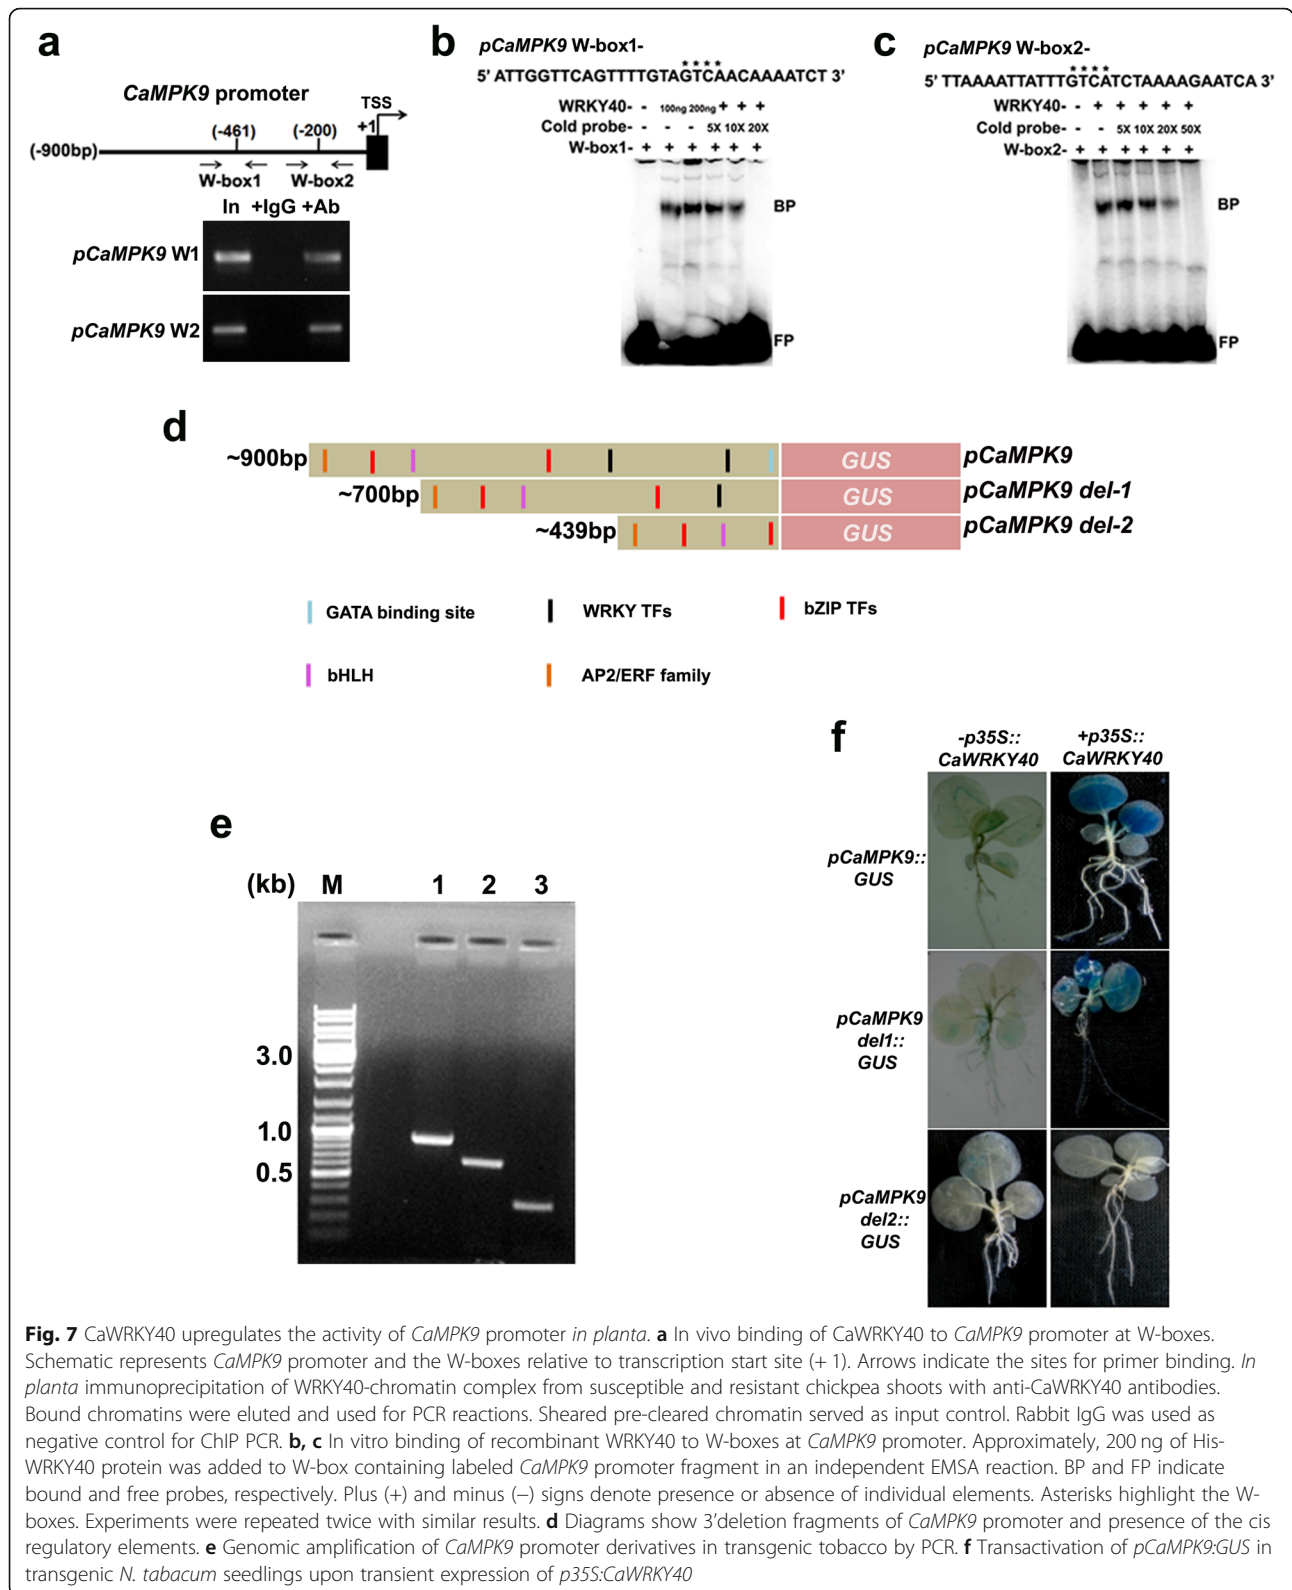 a
CaMPK9 promoter
TSS
+1
(-461)
(-200)
(-900bp)
W-box1
W-box2
In +IgG +Ab
pCaMPK9 W1
pCaMPK9 W2
b
pCaMPK9 W-box1-
****
5' ATTGGTTCAGTTTTGTAGTCAACAAAATCT 3'
WRKY40- - 100ng 200ng + + +
Cold probe- - - - 5X 10X 20X
W-box1- + + + + + +
BP
FP
c
pCaMPK9 W-box2-
****
5' TTAAAATTATTTGTCATCTAAAAGAATCA 3'
WRKY40- - + + + + +
Cold probe- - - 5X 10X 20X 50X
W-box2- + + + + + +
BP
FP
d
~900bp
GUS
pCaMPK9
~700bp
GUS
pCaMPK9 del-1
~439bp
GUS
pCaMPK9 del-2
GATA binding site
WRKY TFs
bZIP TFs
bHLH
AP2/ERF family
e
(kb) M 1 2 3
3.0
1.0
0.5
f
-p35S::
CaWRKY40
+p35S::
CaWRKY40
pCaMPK9::
GUS
pCaMPK9
del1::
GUS
pCaMPK9
del2::
GUS
Fig. 7 CaWRKY40 upregulates the activity of CaMPK9 promoter in planta. a In vivo binding of CaWRKY40 to CaMPK9 promoter at W-boxes.
Schematic represents CaMPK9 promoter and the W-boxes relative to transcription start site (+ 1). Arrows indicate the sites for primer binding. In
planta immunoprecipitation of WRKY40-chromatin complex from susceptible and resistant chickpea shoots with anti-CaWRKY40 antibodies.
Bound chromatins were eluted and used for PCR reactions. Sheared pre-cleared chromatin served as input control. Rabbit IgG was used as
negative control for ChIP PCR. b, c In vitro binding of recombinant WRKY40 to W-boxes at CaMPK9 promoter. Approximately, 200 ng of His-
WRKY40 protein was added to W-box containing labeled CaMPK9 promoter fragment in an independent EMSA reaction. BP and FP indicate
bound and free probes, respectively. Plus (+) and minus (−) signs denote presence or absence of individual elements. Asterisks highlight the W-
boxes. Experiments were repeated twice with similar results. d Diagrams show 3'deletion fragments of CaMPK9 promoter and presence of the cis
regulatory elements. e Genomic amplification of CaMPK9 promoter derivatives in transgenic tobacco by PCR. f Transactivation of pCaMPK9:GUS in
transgenic N. tabacum seedlings upon transient expression of p35S:CaWRKY40